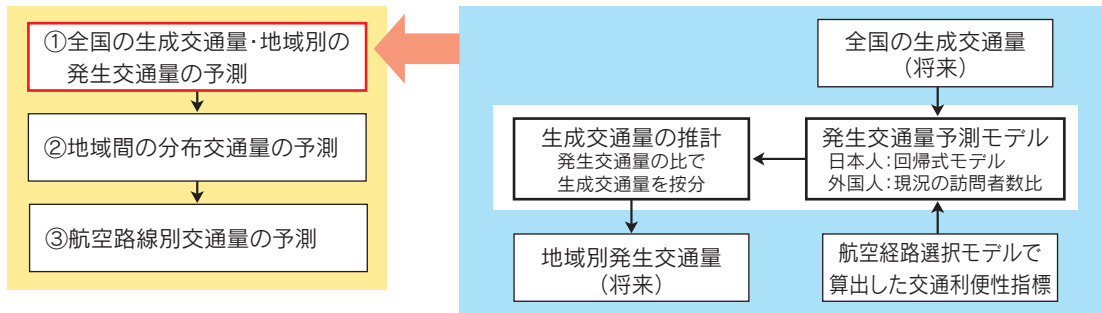 ①全国の生成交通量・地域別の
発生交通量の予測
②地域間の分布交通量の予測
③航空路線別交通量の予測
全国の生成交通量
（将来）
発生交通量予測モデル
日本人：回帰式モデル
外国人：現況の訪問者数比
生成交通量の推計
発生交通量の比で
生成交通量を按分
地域別発生交通量
（将来）
航空経路選択モデルで
算出した交通利便性指標